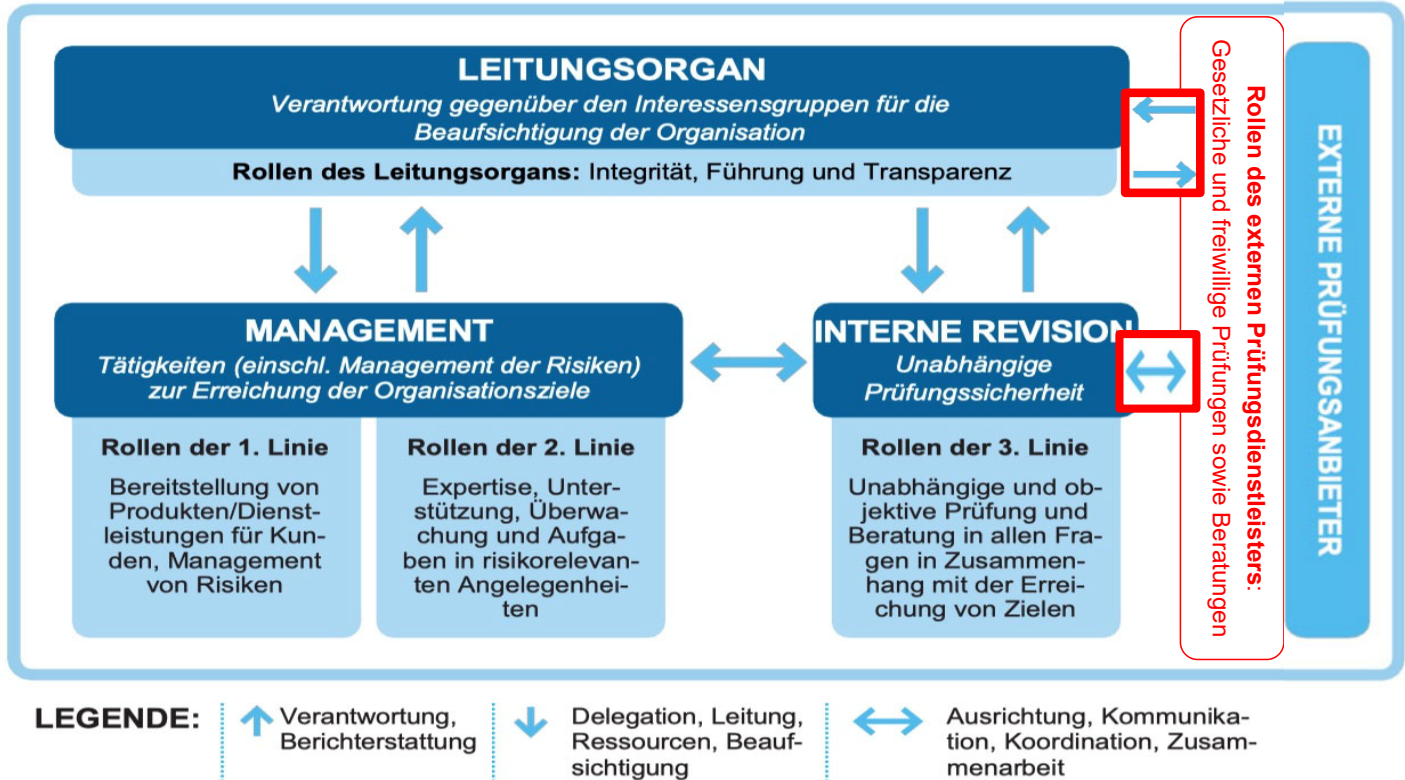 LEITUNGSORGAN
Verantwortung gegenüber den Interessensgruppen für die
Beaufsichtigung der Organisation
Rollen des Leitungsorgans: Integrität, Führung und Transparenz
MANAGEMENT
Tätigkeiten (einschl. Management der Risiken)
zur Erreichung der Organisationsziele
Rollen der 1. Linie
Bereitstellung von
Produkten/Dienst-
leistungen für Kun-
den, Management
von Risiken
Rollen der 2. Linie
Expertise, Unter-
stützung, Überwa-
chung und Aufga-
ben in risikorelevan-
ten Angelegenhei-
ten
INTERNE REVISION
Unabhängige
Prüfungssicherheit
Rollen der 3. Linie
Unabhängige und ob-
jektive Prüfung und
Beratung in allen Fra-
gen in Zusammen-
hang mit der Errei-
chung von Zielen
Rollen des externen Prüfungsdienstleisters:
Gesetzliche und freiwillige Prüfungen sowie Beratungen
EXTERNE PRÜFUNGSANBIETER
LEGENDE:
Verantwortung,
Berichterstattung
Delegation, Leitung,
Ressourcen, Beauf-
sichtigung
Ausrichtung, Kommunika-
tion, Koordination, Zusam-
menarbeit